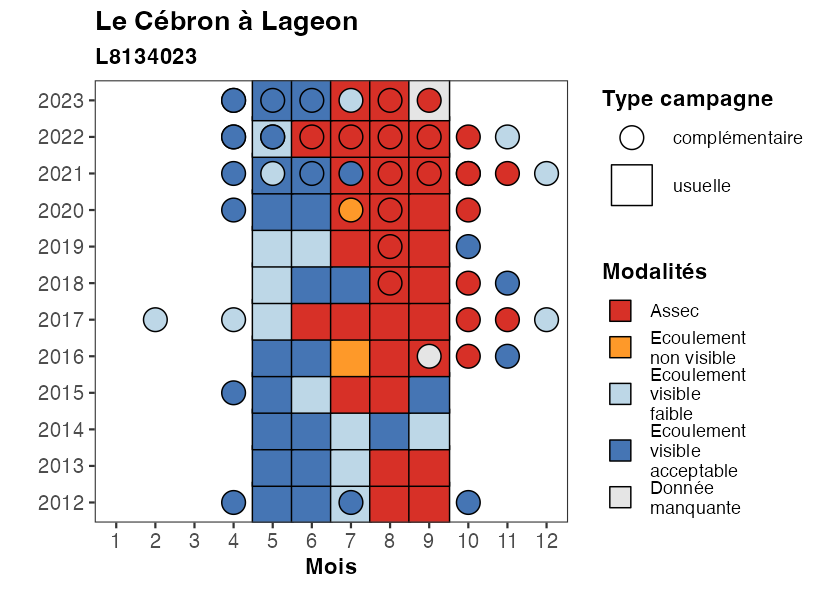 Le Cébron à Lageon
L8134023
2023
2022
2021
2020
2019
2018
2017
2016
2015
2014
2013
2012
1 2 3 4 5 6 7 8 9 10 11 12
Mois
Type campagne
complémentaire
usuelle
Modalités
Assec
Ecoulement
non visible
Ecoulement
visible
faible
Ecoulement
visible
acceptable
Donnée
manquante